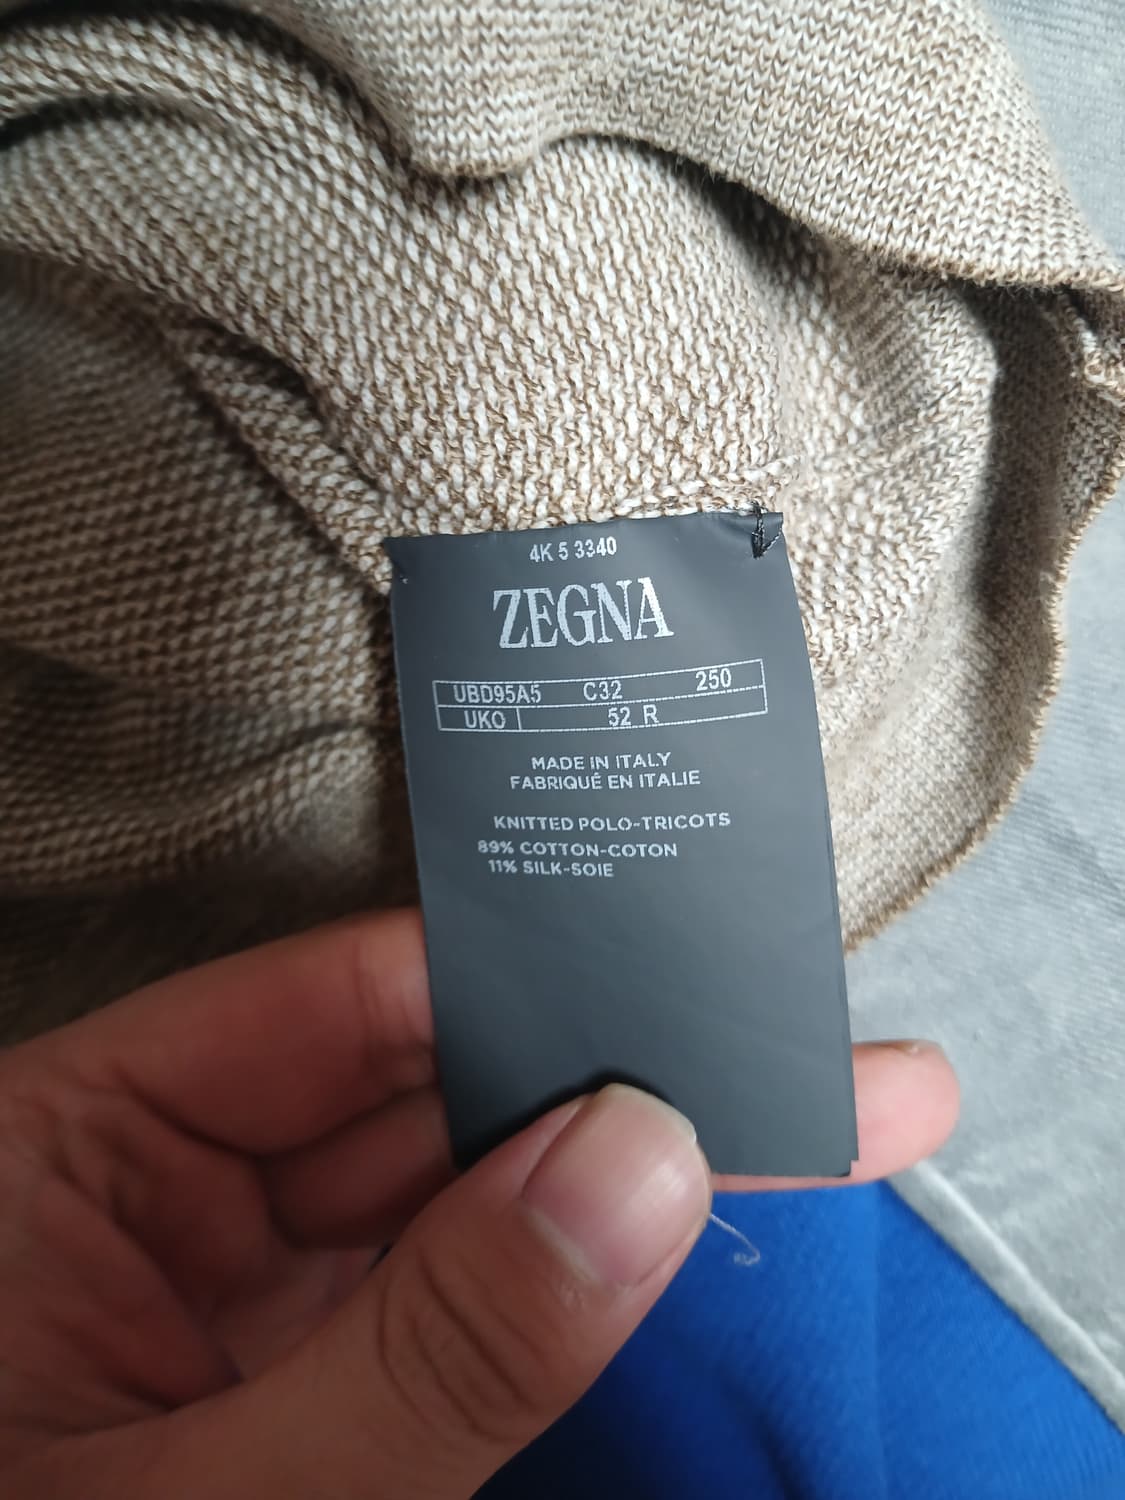 4K 5 3340
ZEGNA
UBD95A5 C32 250
UKO 52 R
MADE IN ITALY
FABRIQUÉ EN ITALIE
KNITTED POLO-TRICOTS
89% COTTON-COTON
11% SILK-SOIE